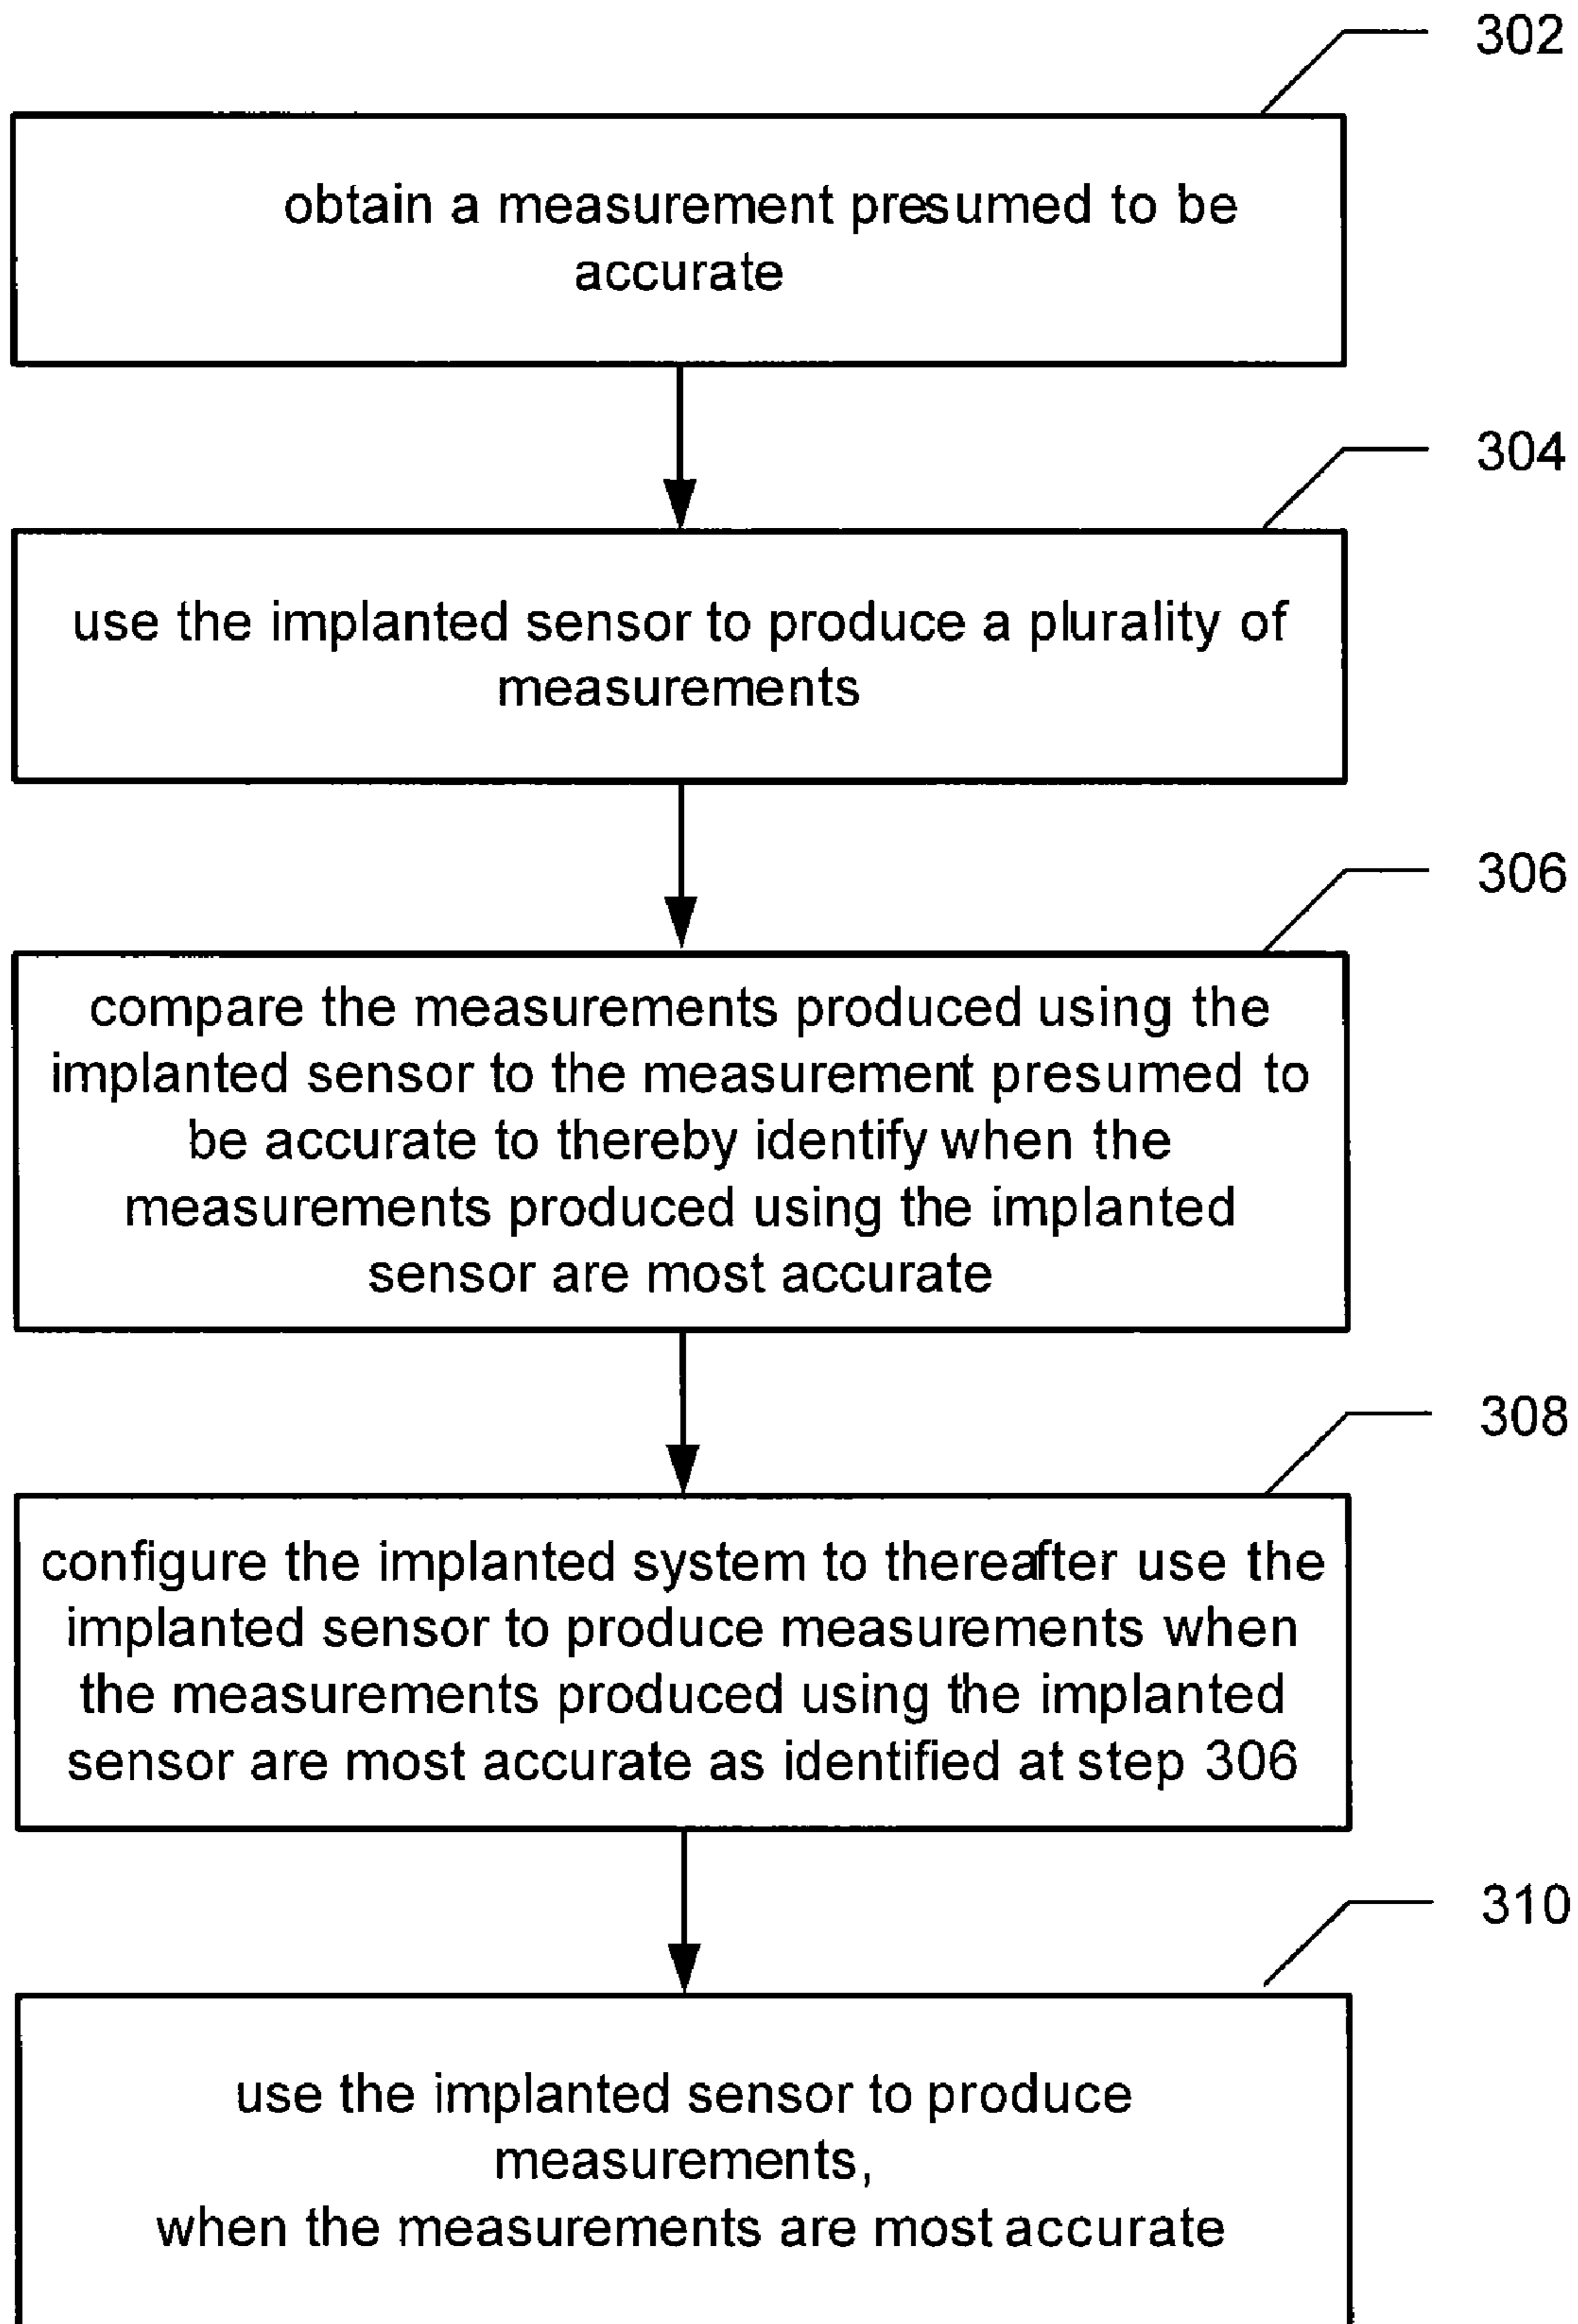 302
obtain a measurement presumed to be
accurate
304
use the implanted sensor to produce a plurality of
measurements
306
compare the measurements produced using the
implanted sensor to the measurement presumed to
be accurate to thereby identify when the
measurements produced using the implanted
sensor are most accurate
308
configure the implanted system to thereafter use the
implanted sensor to produce measurements when
the measurements produced using the implanted
sensor are most accurate as identified at step 306
310
use the implanted sensor to produce
measurements,
when the measurements are most accurate